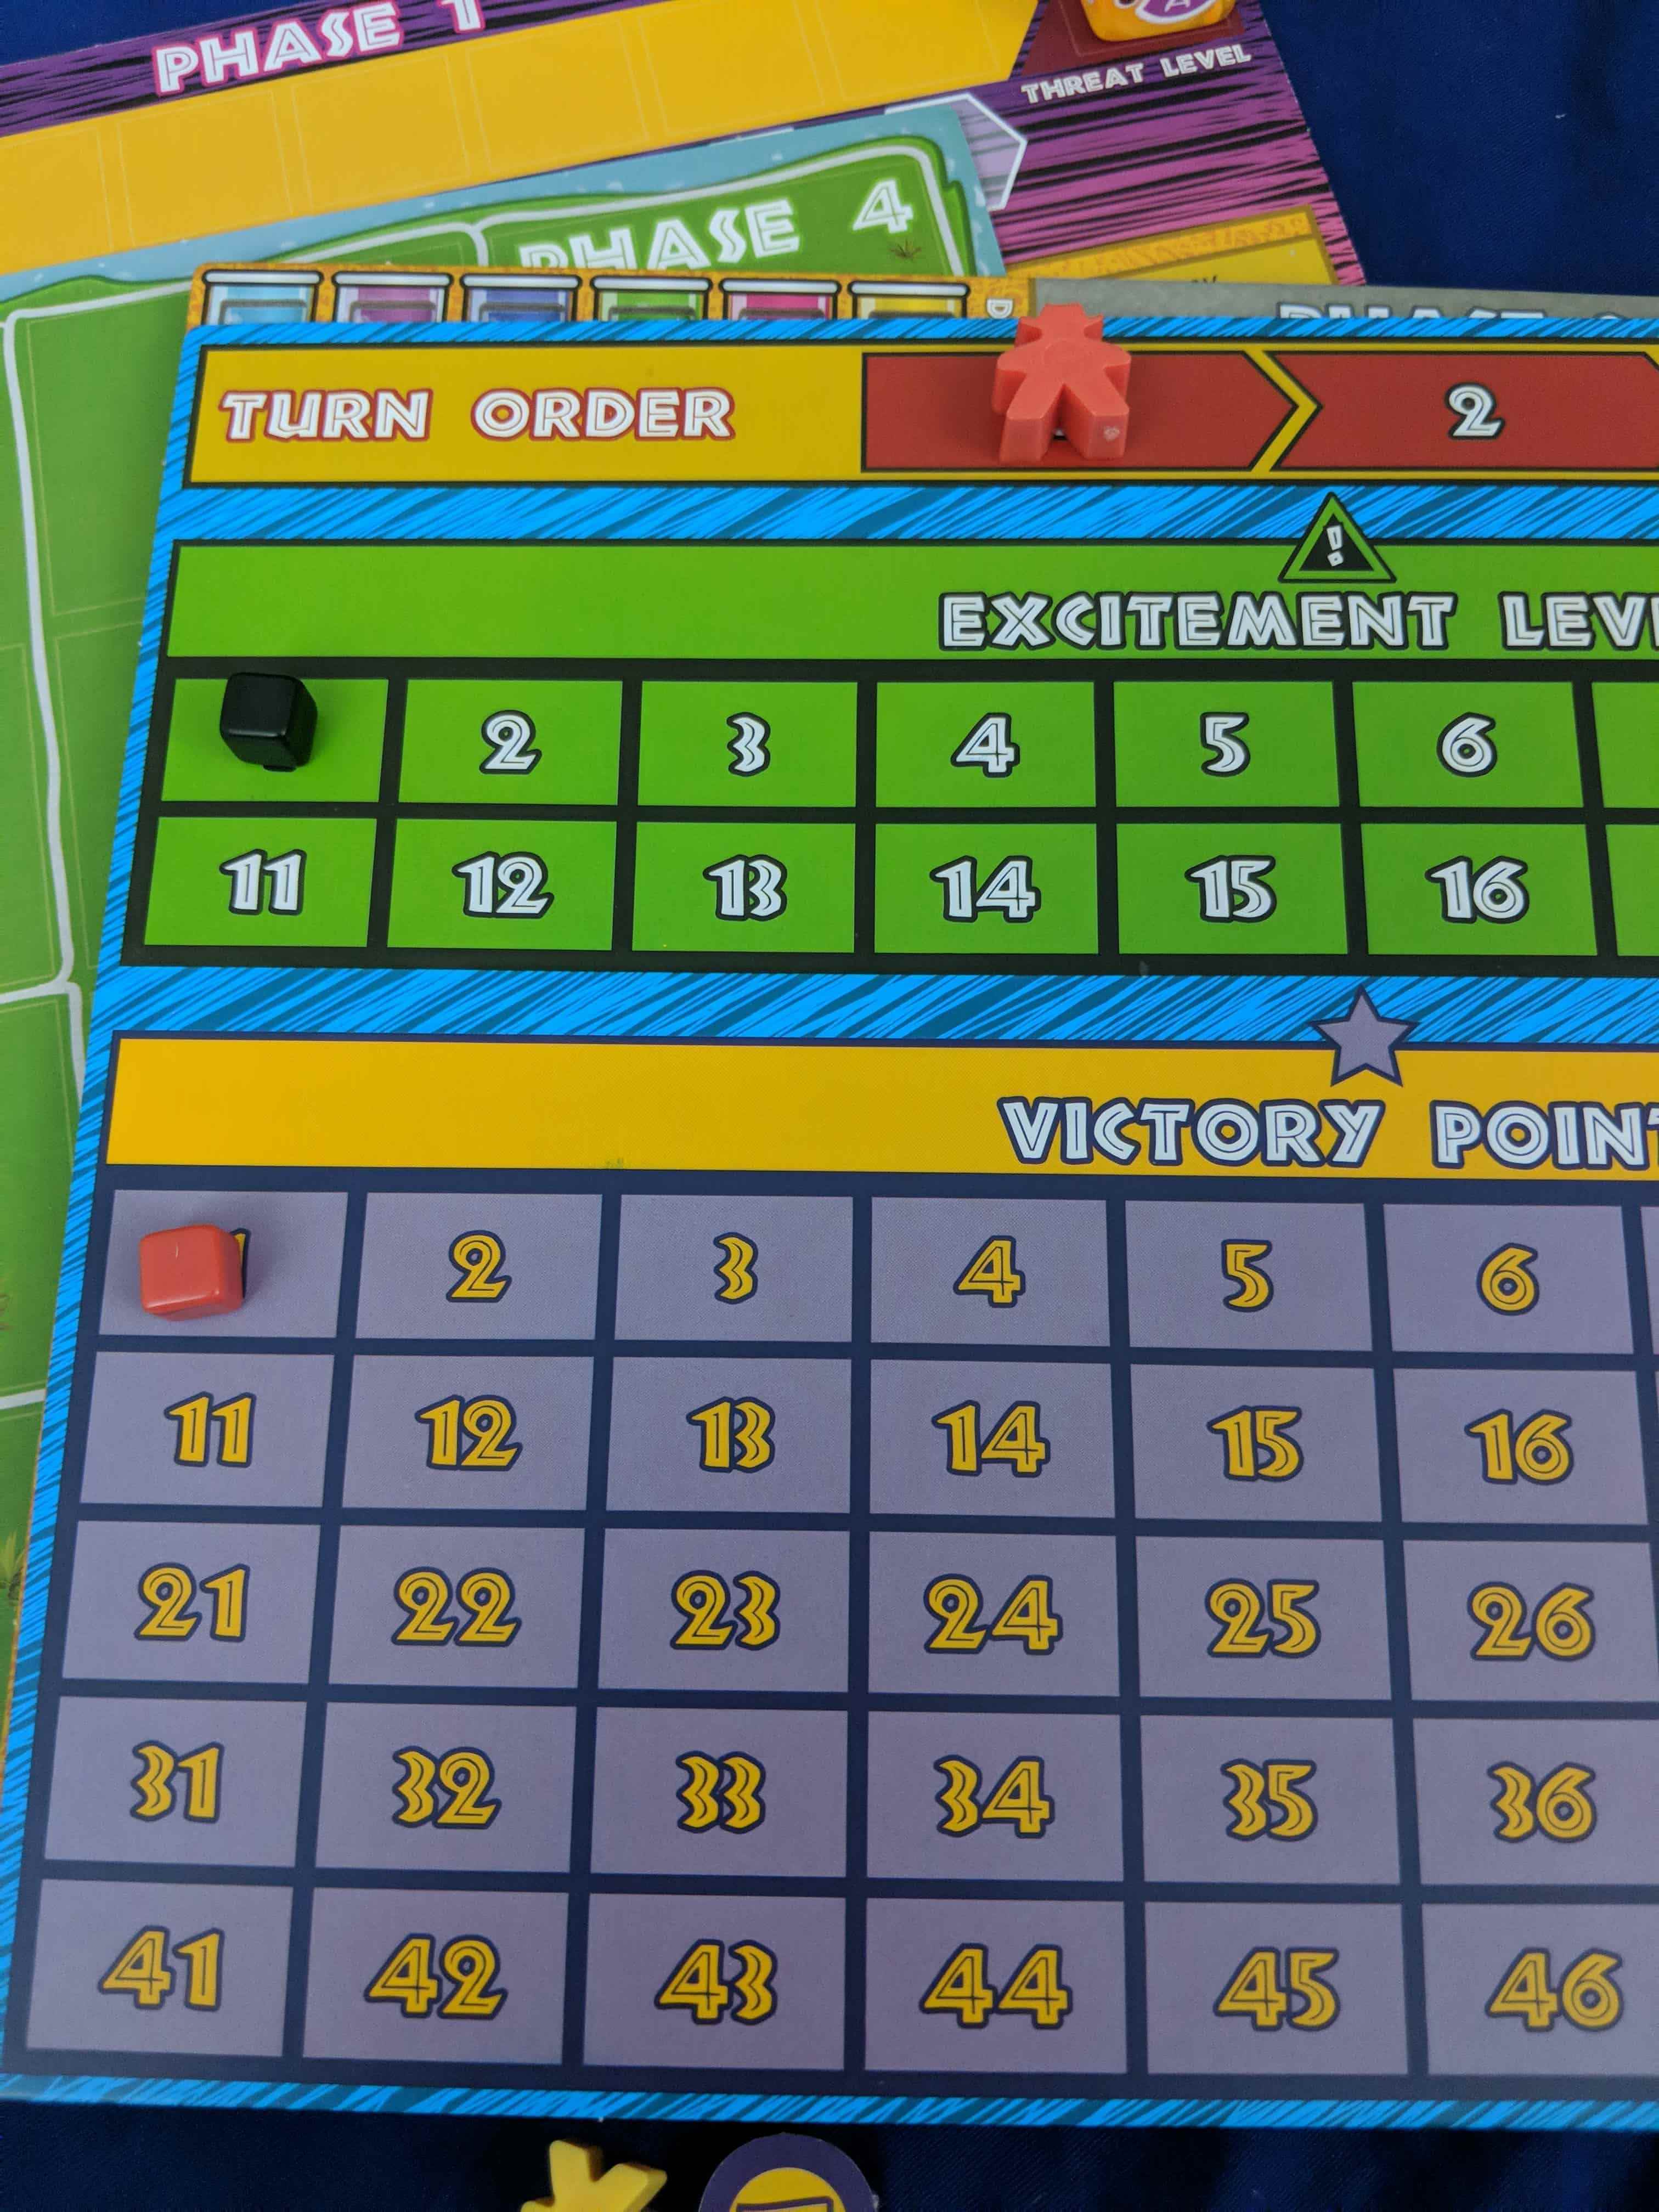 PHASE 1
THREAT LEVEL
PHASE 4
TURN ORDER
2
!
EXCITEMENT
2 3 4 5 6
11 12 13 14 15 16
VICTORY
2 3 4 5 6
11 12 13 14 15 16
21 22 23 24 25 26
31 32 33 34 35 36
41 42 43 44 45 46